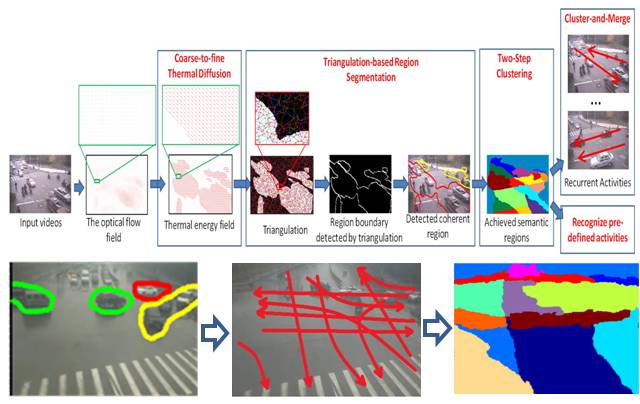 Coarse-to-fine
Thermal Diffusion
Triangulation-based Region
Segmentation
Two-Step
Clustering
Cluster-and-Merge
...
Recurrent Activities
Input videos
The optical flow
field
Thermal energy field
Triangulation
Region boundary
detected by triangulation
Detected coherent
region
Achieved semantic
regions
Recognize pre-
defined activities